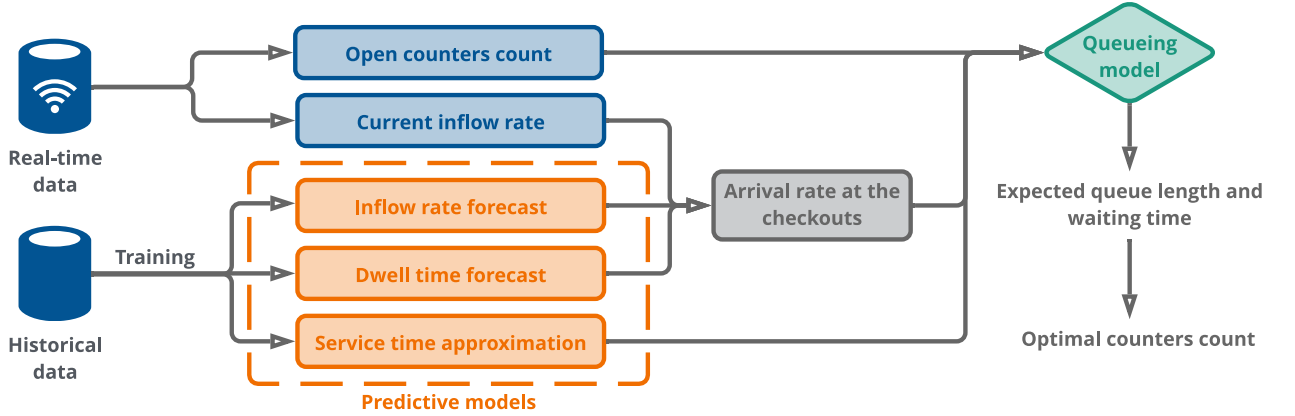 Open counters count
Queueing
model
Current inflow rate
Real-time
data
Inflow rate forecast
Arrival rate at the
checkouts
Expected queue length and
waiting time
Training
Dwell time forecast
Historical
data
Service time approximation
Optimal counters count
Predictive models